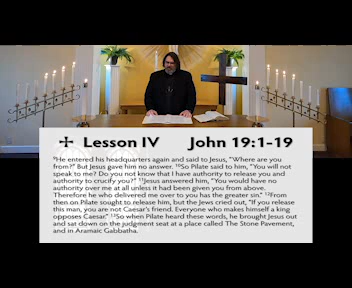 Lesson IV John 19:1-19
⁹He entered his headquarters again and said to Jesus, “Where are you
from?” But Jesus gave him no answer. ¹⁰So Pilate said to him, “You will not
speak to me? Do you not know that I have authority to release you and
authority to crucify you?” ¹¹Jesus answered him, “You would have no
authority over me at all unless it had been given you from above.
Therefore he who delivered me over to you has the greater sin.” ¹²From
then on Pilate sought to release him, but the Jews cried out, “If you release
this man, you are not Caesar’s friend. Everyone who makes himself a king
opposes Caesar.” ¹³So when Pilate heard these words, he brought Jesus out
and sat down on the judgment seat at a place called The Stone Pavement,
and in Aramaic Gabbatha.